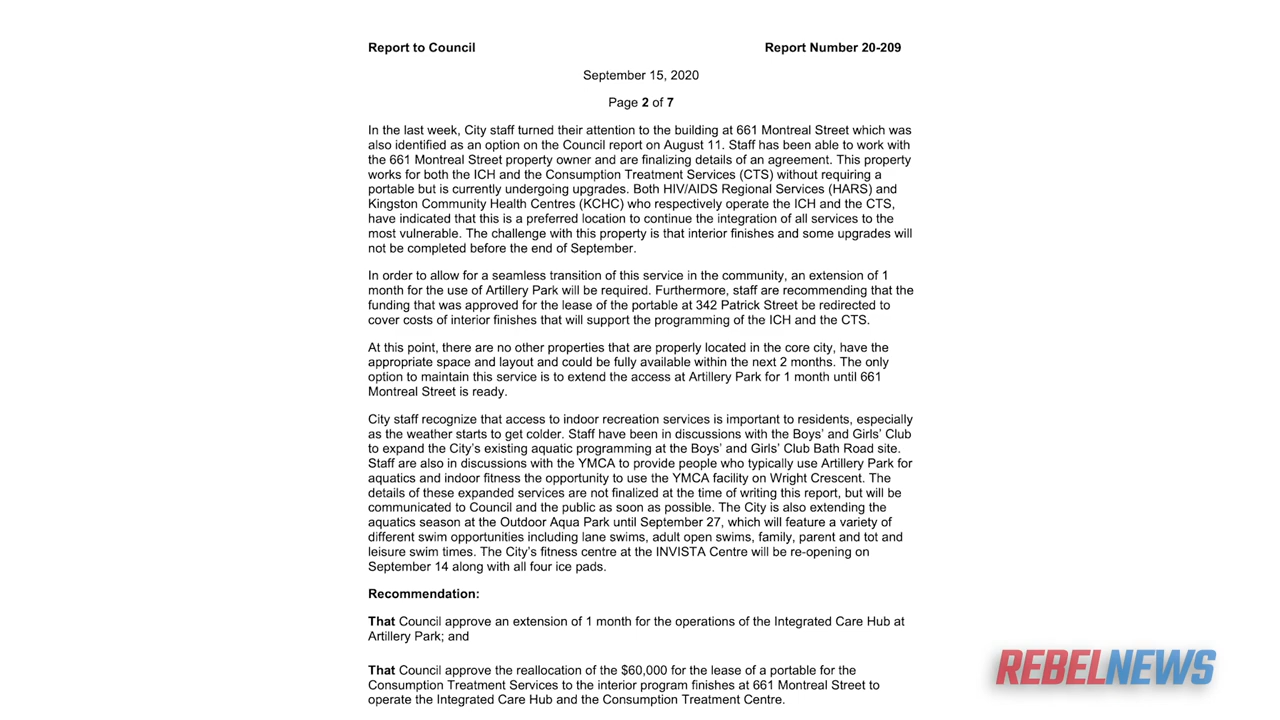 Report to Council Report Number 20-209
September 15, 2020
Page 2 of 7
In the last week, City staff turned their attention to the building at 661 Montreal Street which was
also identified as an option on the Council report on August 11. Staff has been able to work with
the 661 Montreal Street property owner and are finalizing details of an agreement. This property
works for both the ICH and the Consumption Treatment Services (CTS) without requiring a
portable but is currently undergoing upgrades. Both HIV/AIDS Regional Services (HARS) and
Kingston Community Health Centres (KCHC) who respectively operate the ICH and the CTS,
have indicated that this is a preferred location to continue the integration of all services to the
most vulnerable. The challenge with this property is that interior finishes and some upgrades will
not be completed before the end of September.
In order to allow for a seamless transition of this service in the community, an extension of 1
month for the use of Artillery Park will be required. Furthermore, staff are recommending that the
funding that was approved for the lease of the portable at 342 Patrick Street be redirected to
cover costs of interior finishes that will support the programming of the ICH and the CTS.
At this point, there are no other properties that are properly located in the core city, have the
appropriate space and layout and could be fully available within the next 2 months. The only
option to maintain this service is to extend the access at Artillery Park for 1 month until 661
Montreal Street is ready.
City staff recognize that access to indoor recreation services is important to residents, especially
as the weather starts to get colder. Staff have been in discussions with the Boys' and Girls' Club
to expand the City's existing aquatic programming at the Boys' and Girls' Club Bath Road site.
Staff are also in discussions with the YMCA to provide people who typically use Artillery Park for
aquatics and indoor fitness the opportunity to use the YMCA facility on Wright Crescent. The
details of these expanded services are not finalized at the time of writing this report, but will be
communicated to Council and the public as soon as possible. The City is also extending the
aquatics season at the Outdoor Aqua Park until September 27, which will feature a variety of
different swim opportunities including lane swims, adult open swims, family, parent and tot and
leisure swim times. The City's fitness centre at the INVISTA Centre will be re-opening on
September 14 along with all four ice pads.
Recommendation:
That Council approve an extension of 1 month for the operations of the Integrated Care Hub at
Artillery Park; and
That Council approve the reallocation of the $60,000 for the lease of a portable for the
Consumption Treatment Services to the interior program finishes at 661 Montreal Street to
operate the Integrated Care Hub and the Consumption Treatment Centre.
REBELNEWS